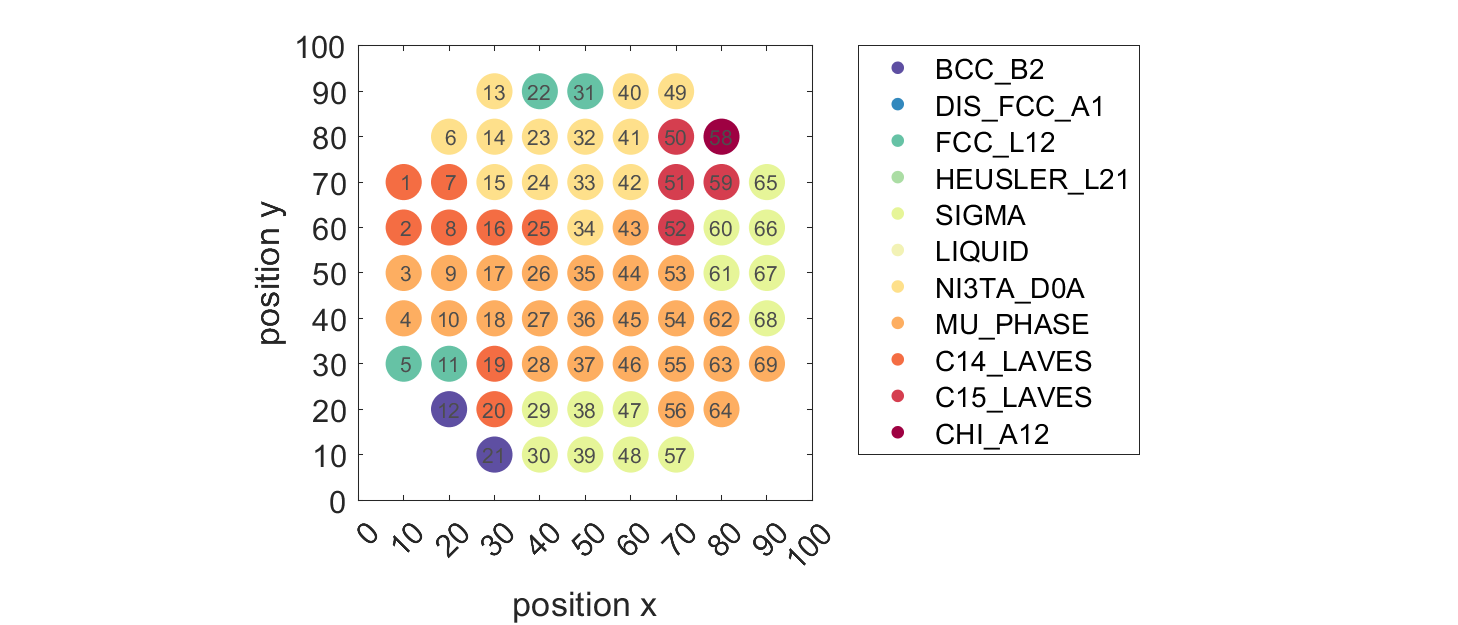 100
90 13 22 31 40 49
80 6 14 23 32 41 50 58
70 1 7 15 24 33 42 51 59 65
60 2 8 16 25 34 43 52 60 66
50 3 9 17 26 35 44 53 61 67
40 4 10 18 27 36 45 54 62 68
30 5 11 19 28 37 46 55 63 69
20 12 20 29 38 47 56 64
10 21 30 39 48 57
0
position y
0 10 20 30 40 50 60 70 80 90 100
position x
BCC_B2
DIS_FCC_A1
FCC_L12
HEUSLER_L21
SIGMA
LIQUID
NI3TA_D0A
MU_PHASE
C14_LAVES
C15_LAVES
CHI_A12